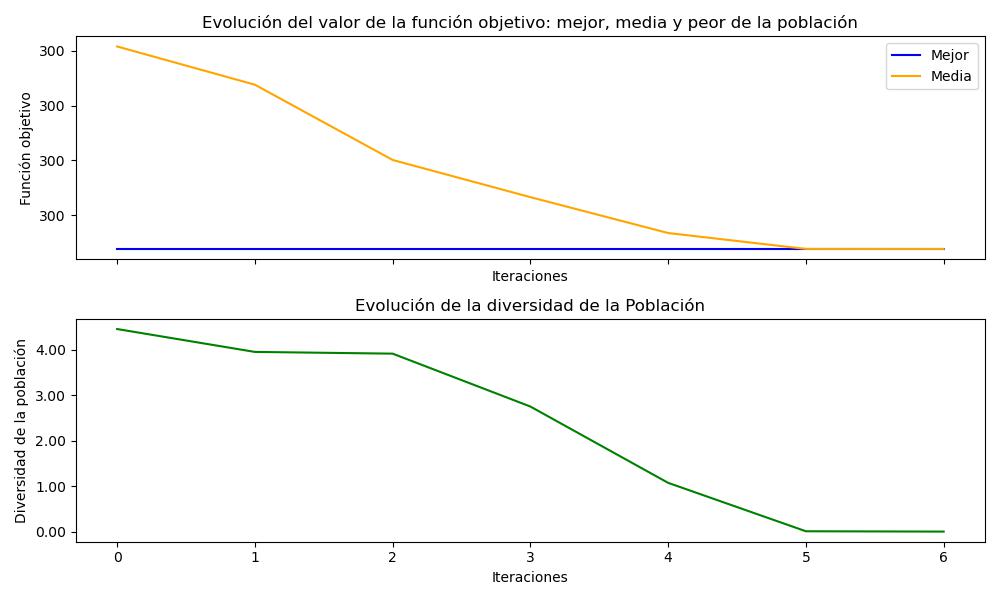 Evolución del valor de la función objetivo: mejor, media y peor de la población
300
300
300
300
Función objetivo
Mejor
Media
Iteraciones
Evolución de la diversidad de la Población
4.00
3.00
2.00
1.00
0.00
Diversidad de la población
0 1 2 3 4 5 6
Iteraciones